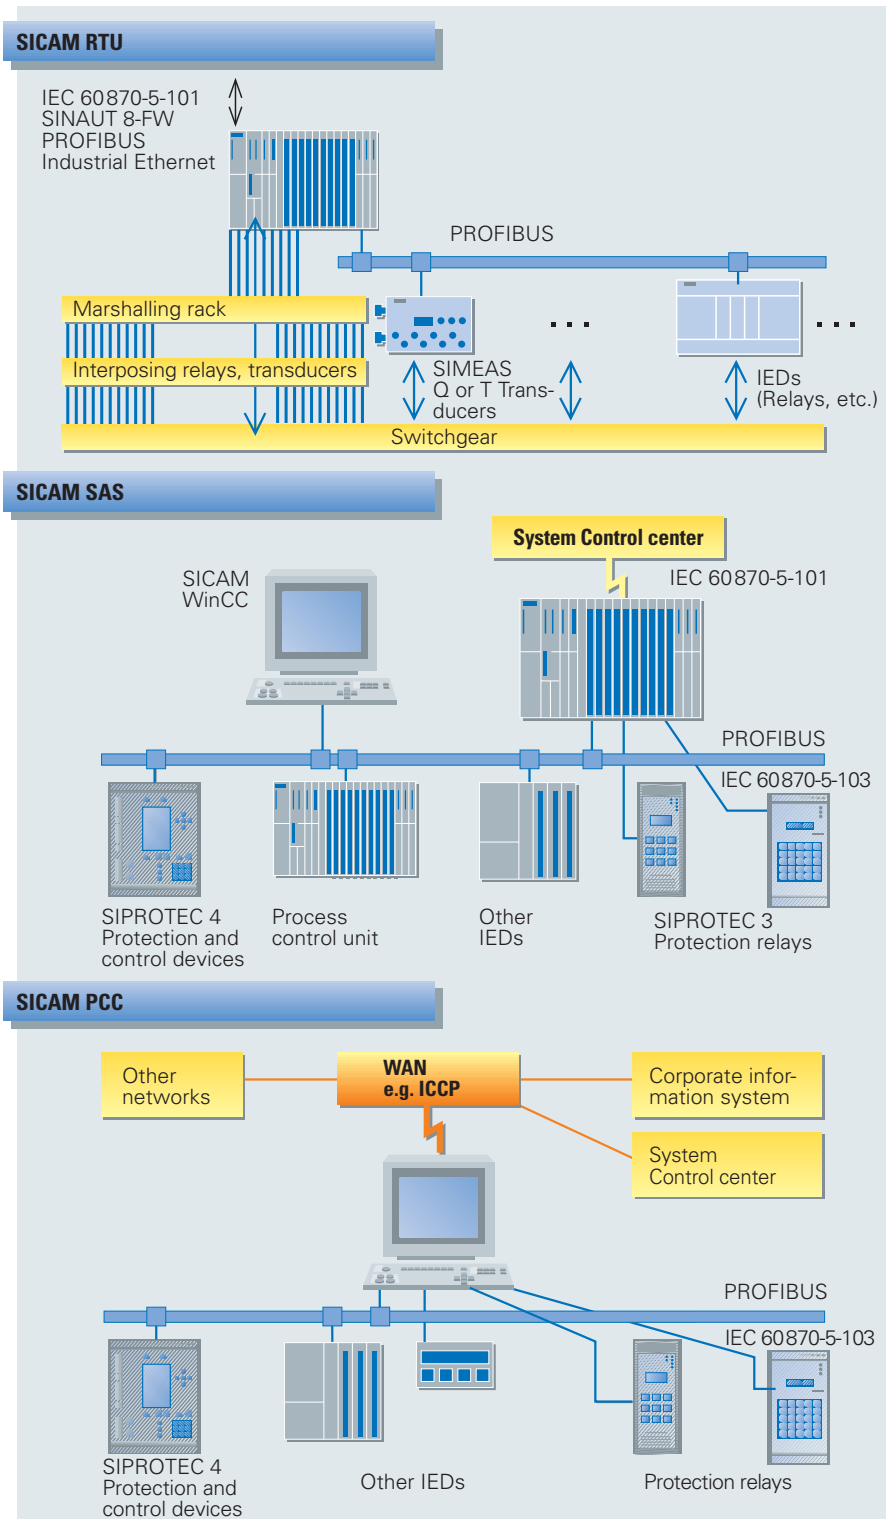 SICAM RTU
IEC 60870-5-101
SINAUT 8-FW
PROFIBUS
Industrial Ethernet
PROFIBUS
Marshalling rack
. . .
. . .
Interposing relays, transducers
SIMEAS
Q or T Trans-
ducers
IEDs
(Relays, etc.)
Switchgear
SICAM SAS
System Control center
SICAM
WinCC
IEC 60870-5-101
PROFIBUS
IEC 60870-5-103
SIPROTEC 4
Protection and
control devices
Process
control unit
Other
IEDs
SIPROTEC 3
Protection relays
SICAM PCC
Other
networks
WAN
e.g. ICCP
Corporate infor-
mation system
System
Control center
PROFIBUS
IEC 60870-5-103
SIPROTEC 4
Protection and
control devices
Other IEDs
Protection relays